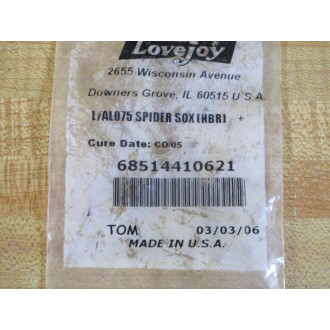 Lovejoy
2655 Wisconsin Avenue
Downers Grove, IL 60515 U S A
L/AL075 SPIDER SOX (NBR) +
Cure Date: CO/05
68514410621
TOM 03/03/06
MADE IN U.S.A.